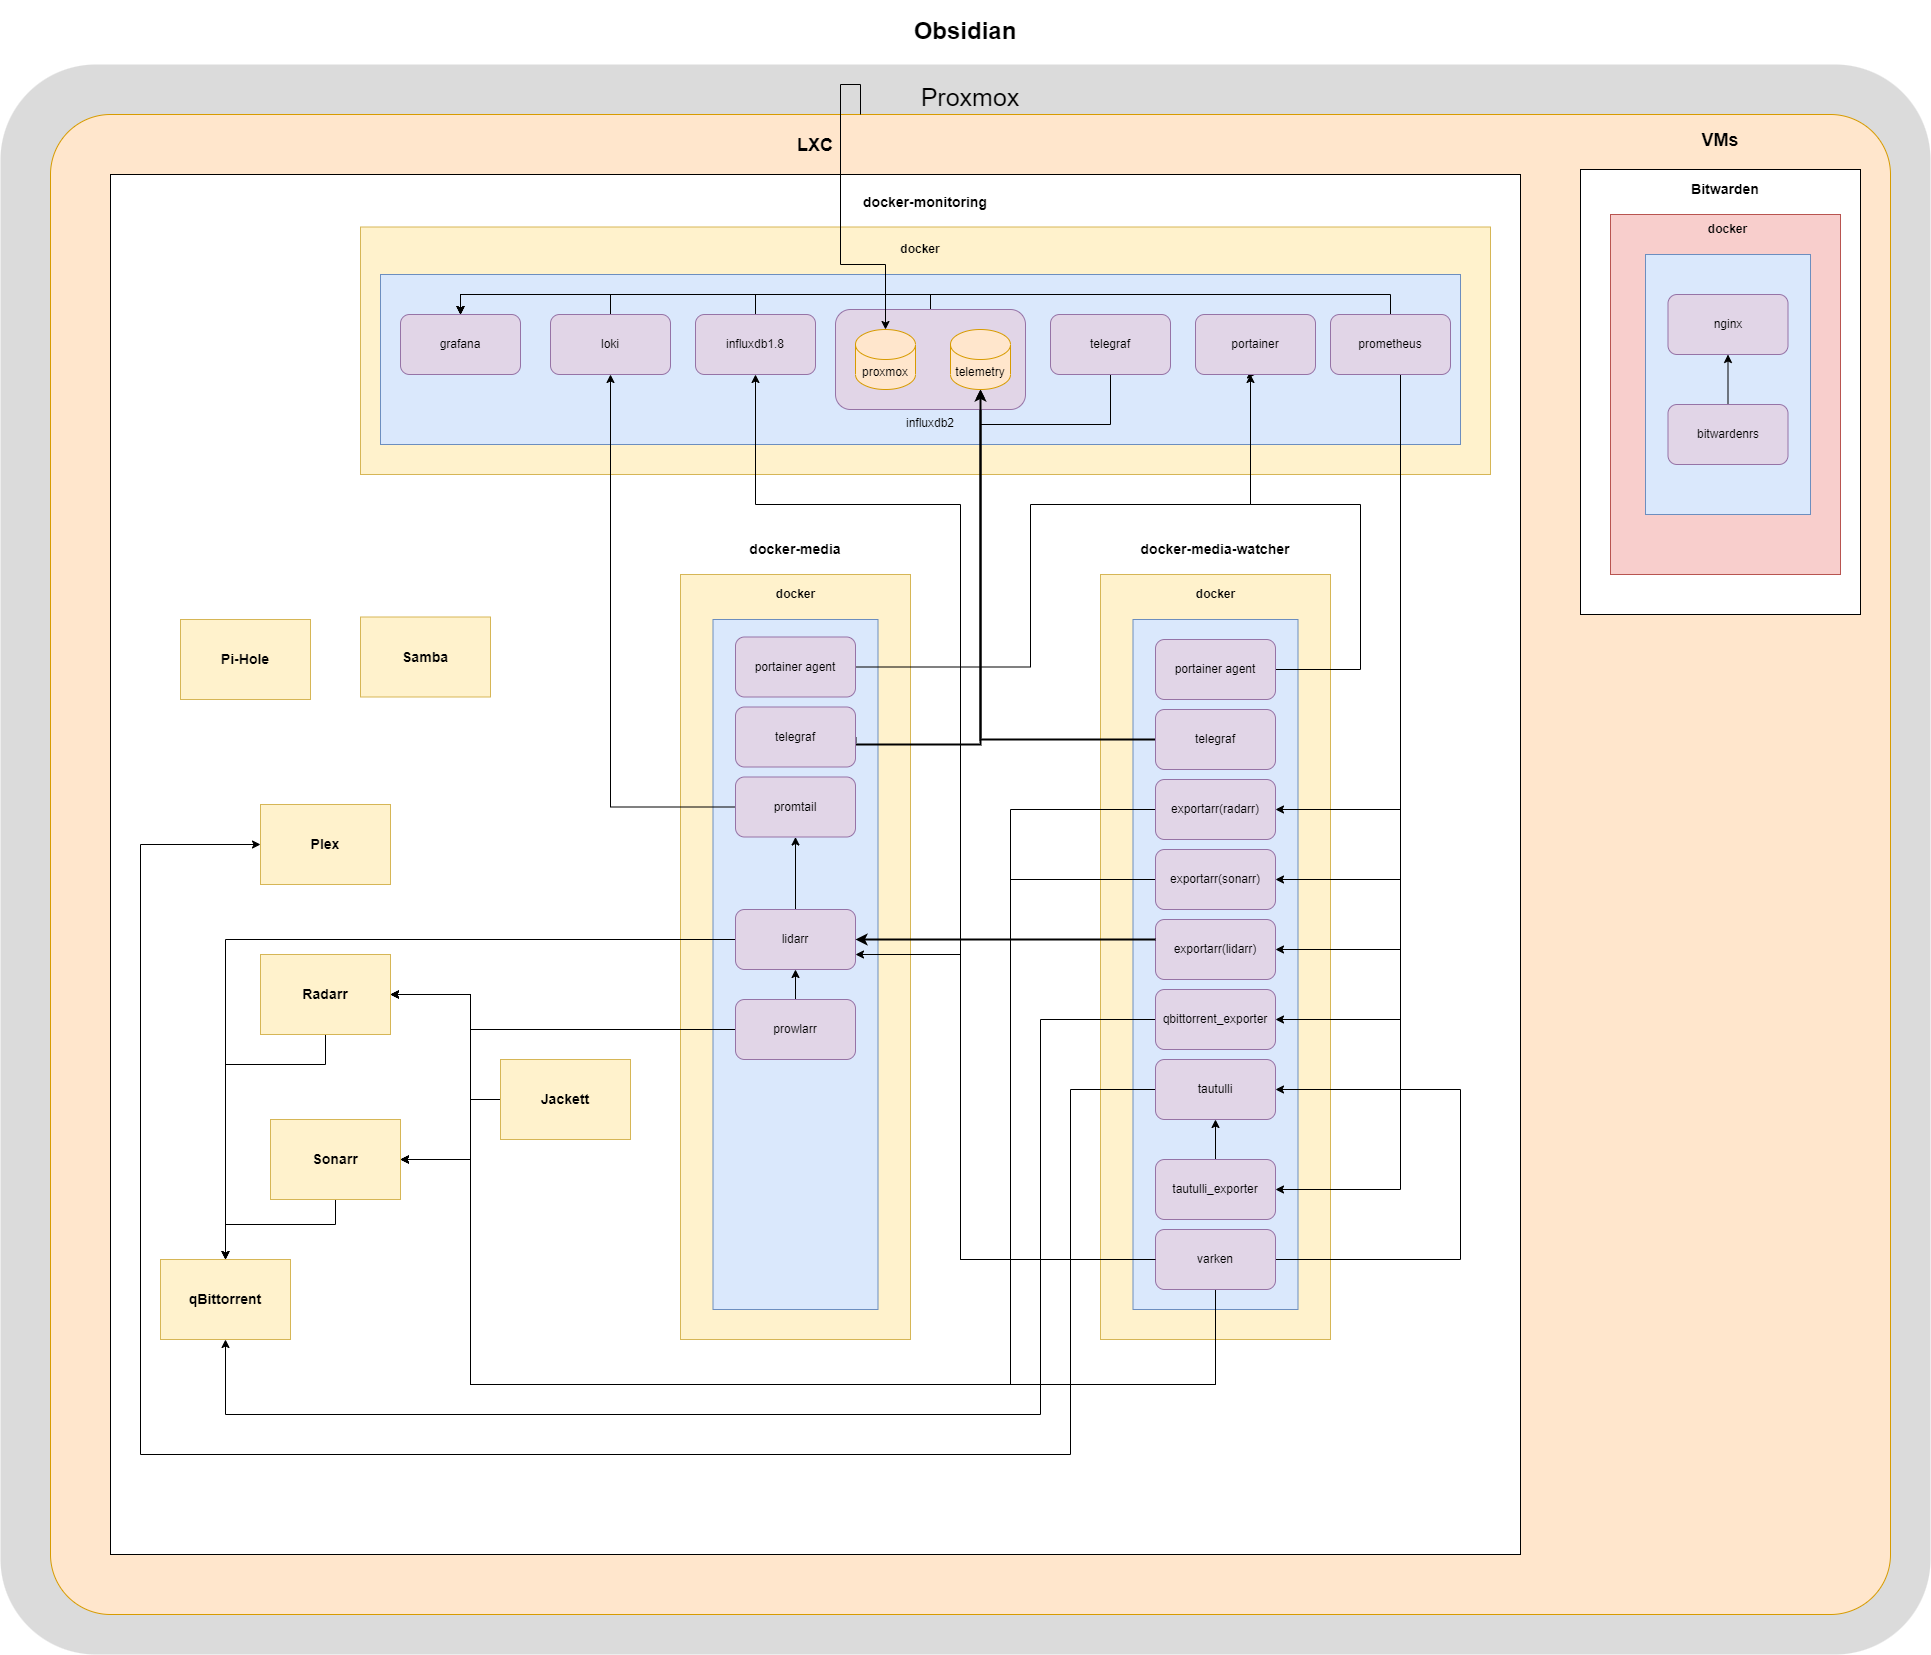 Obsidian
Proxmox
LXC
VMs
docker-monitoring
docker
grafana
loki
influxdb1.8
proxmox
telemetry
influxdb2
telegraf
portainer
prometheus
Bitwarden
docker
nginx
bitwardenrs
docker-media
docker
portainer agent
telegraf
promtail
lidarr
prowlarr
docker-media-watcher
docker
portainer agent
telegraf
exportarr(radarr)
exportarr(sonarr)
exportarr(lidarr)
qbittorrent_exporter
tautulli
tautulli_exporter
varken
Pi-Hole
Samba
Plex
Radarr
Jackett
Sonarr
qBittorrent